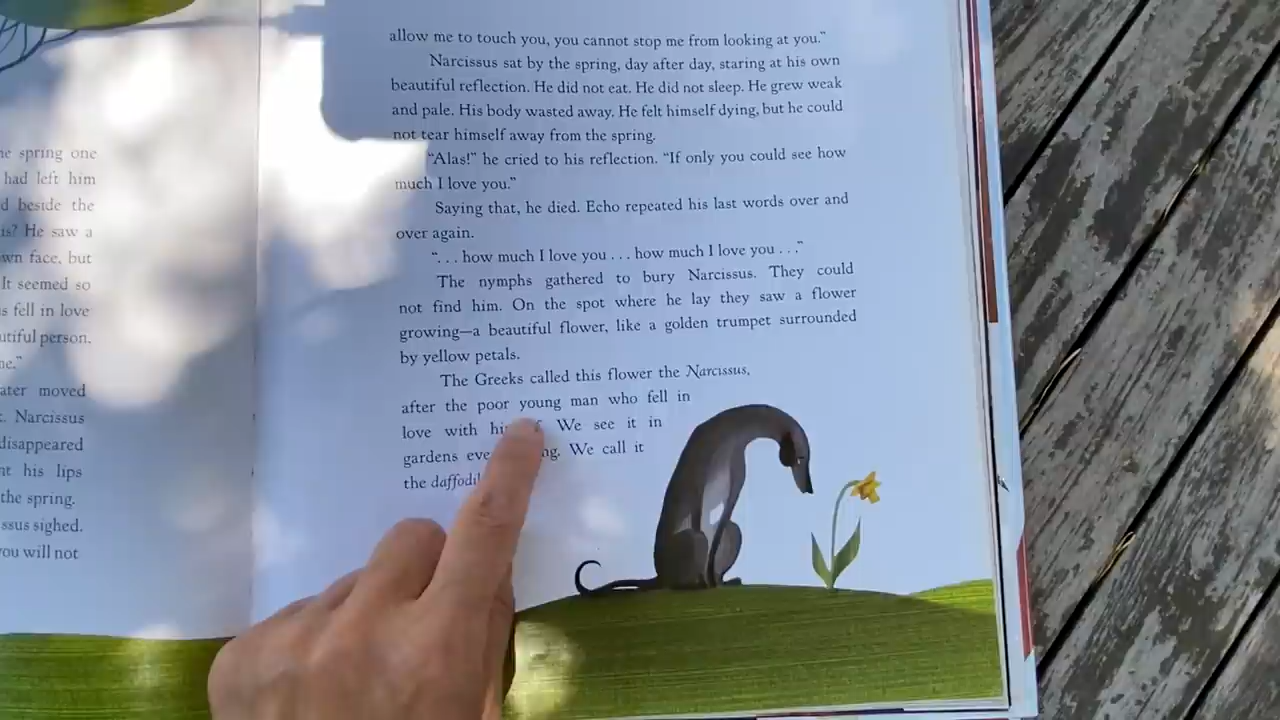 he spring one
had left him
d beside the
is? He saw a
wn face, but
It seemed so
s fell in love
utiful person.
me."
ater moved
. Narcissus
disappeared
nt his lips
the spring.
ssus sighed.
you will not
allow me to touch you, you cannot stop me from looking at you."
Narcissus sat by the spring, day after day, staring at his own
beautiful reflection. He did not eat. He did not sleep. He grew weak
and pale. His body wasted away. He felt himself dying, but he could
not tear himself away from the spring.
"Alas!" he cried to his reflection. "If only you could see how
much I love you."
Saying that, he died. Echo repeated his last words over and
over again.
". . . how much I love you . . . how much I love you . . ."
The nymphs gathered to bury Narcissus. They could
not find him. On the spot where he lay they saw a flower
growing—a beautiful flower, like a golden trumpet surrounded
by yellow petals.
The Greeks called this flower the Narcissus,
after the poor young man who fell in
love with We see it in
gardens We call it
the daffodil